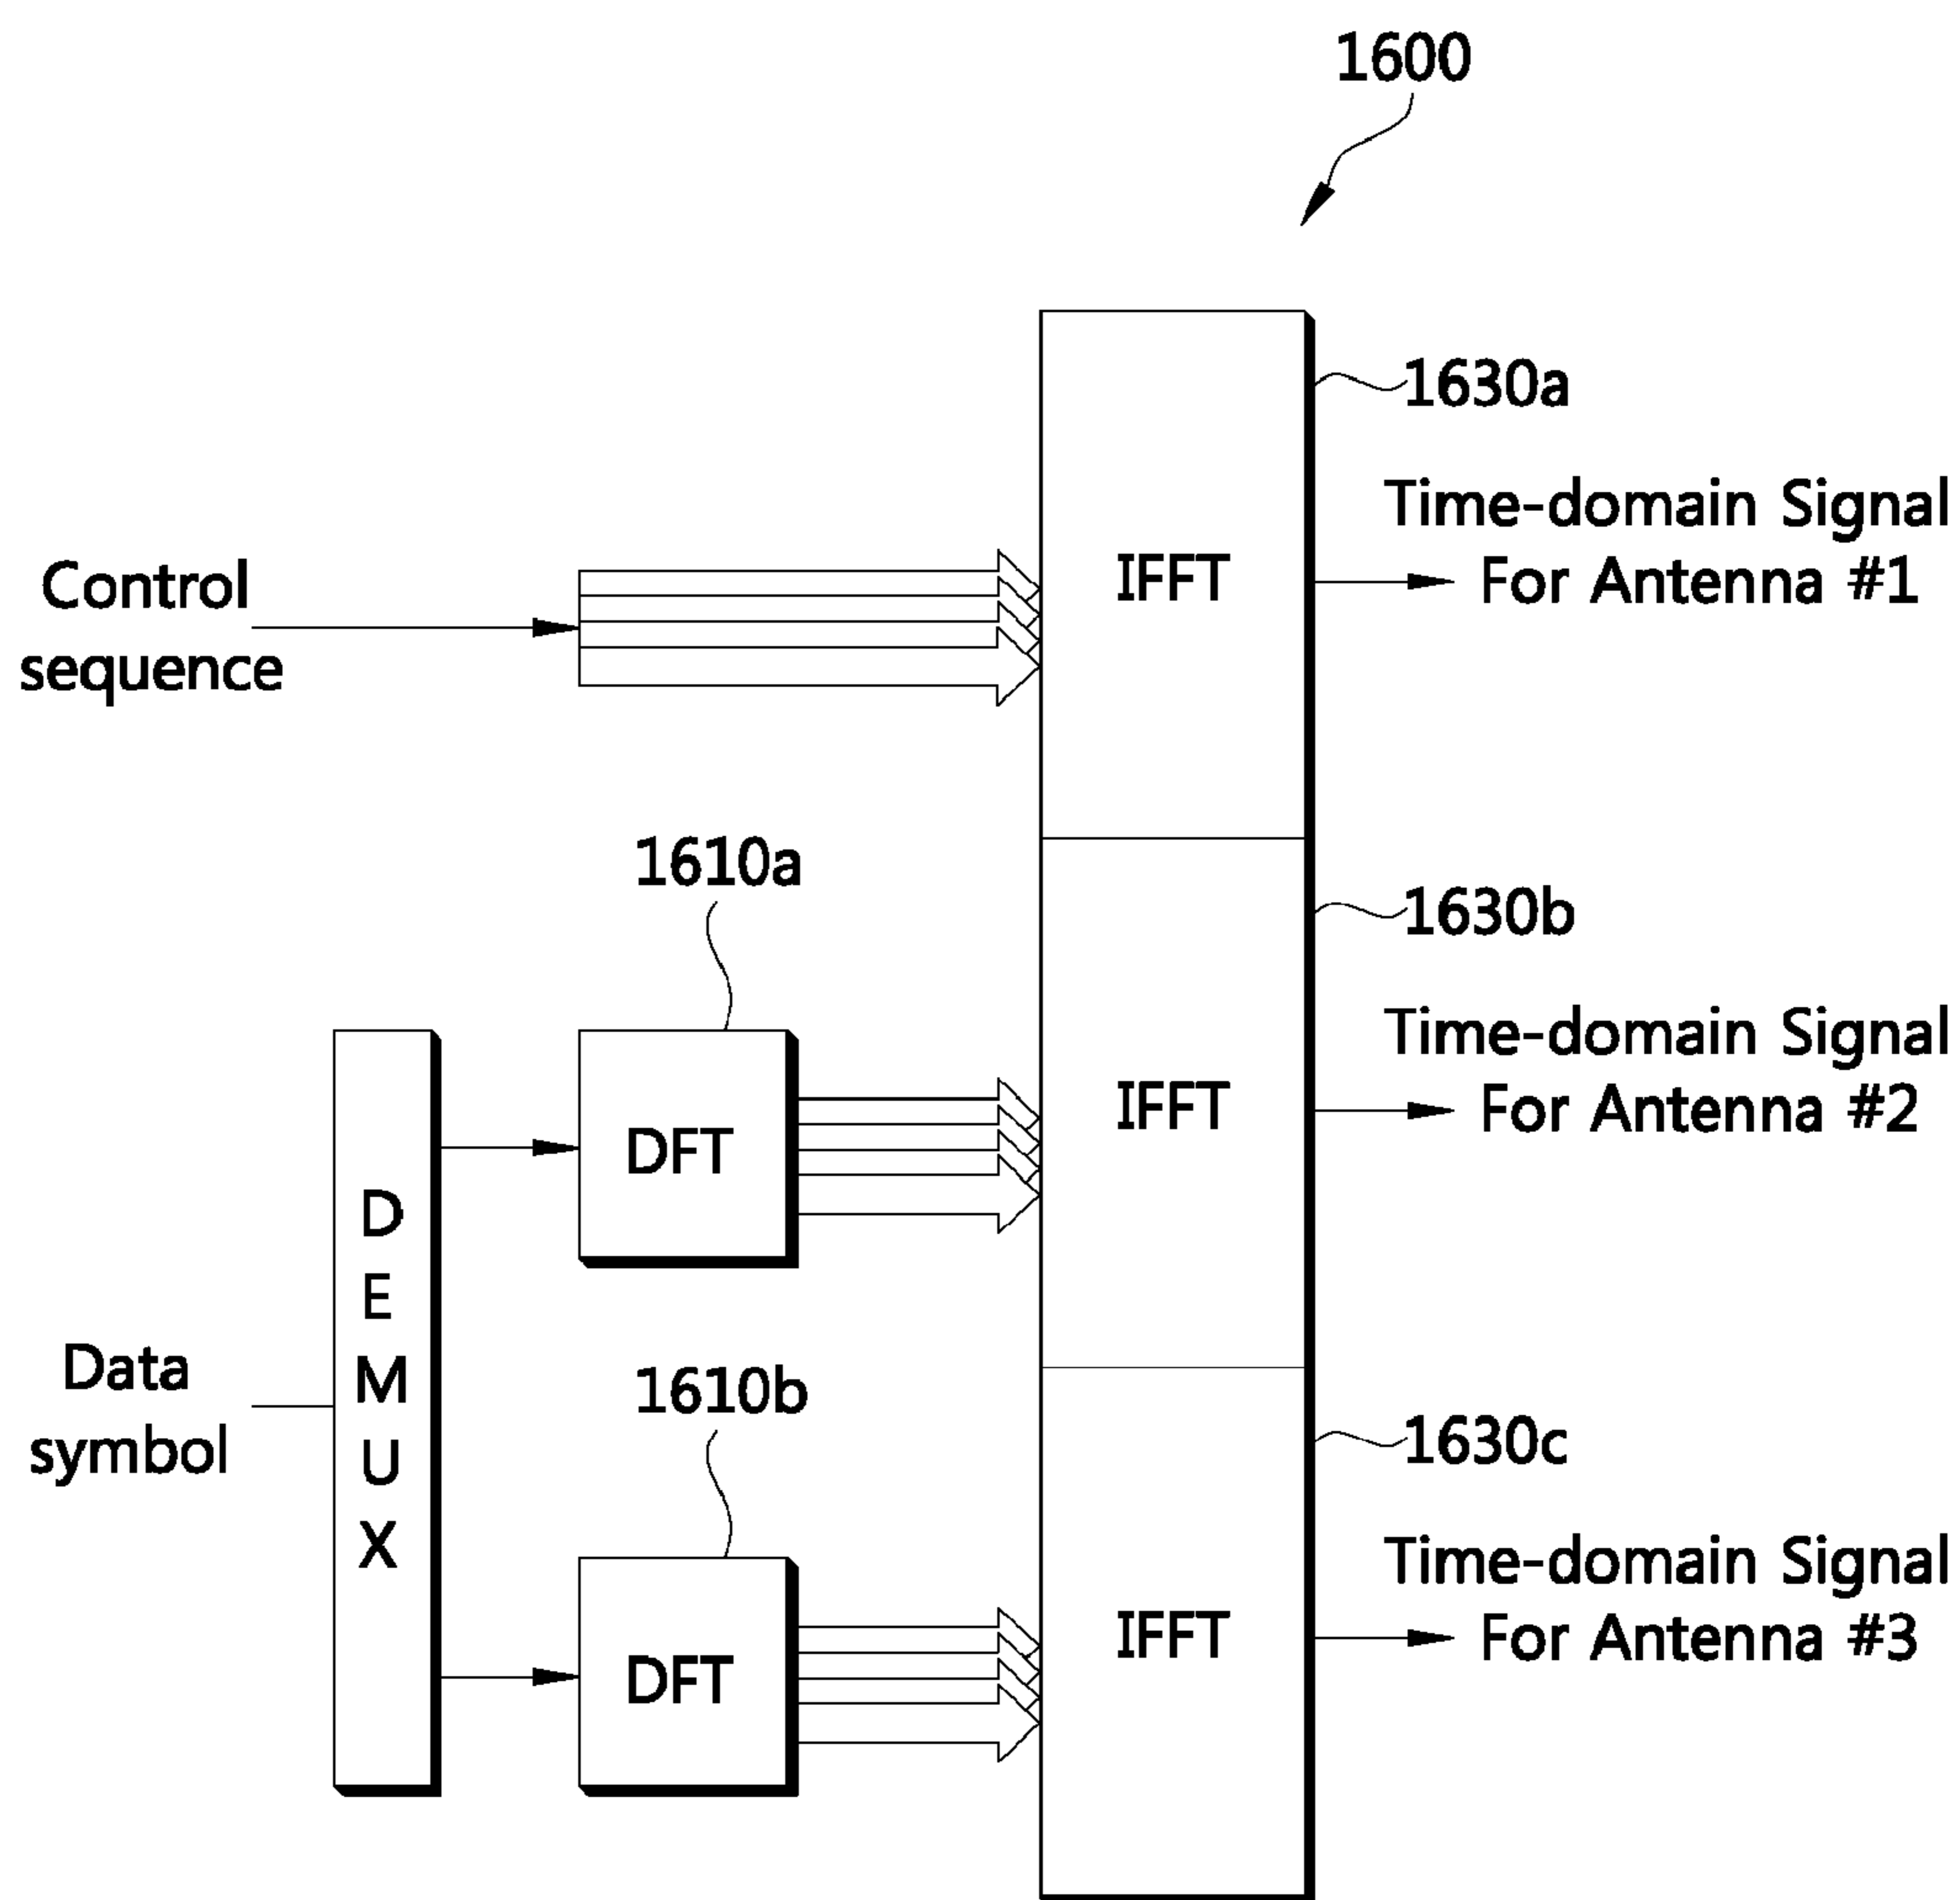 1600
1630a
Time-domain Signal
For Antenna #1
IFFT
Control
sequence
1610a
1630b
Time-domain Signal
For Antenna #2
IFFT
DFT
DEMUX
Data
symbol
1610b
1630c
Time-domain Signal
For Antenna #3
IFFT
DFT